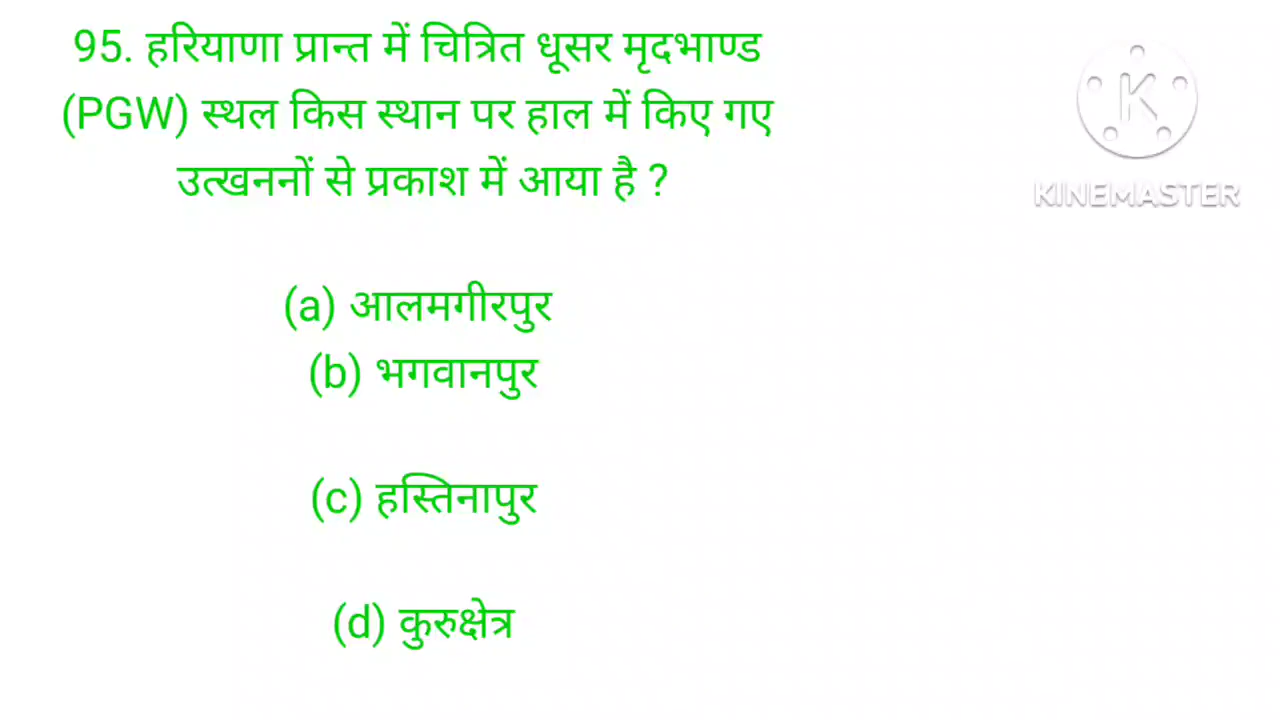 95. हरियाणा प्रान्त में चित्रित धूसर मृदभाण्ड
(PGW) स्थल किस स्थान पर हाल में किए गए
उत्खननों से प्रकाश में आया है ?
(a) आलमगीरपुर
(b) भगवानपुर
(c) हस्तिनापुर
(d) कुरुक्षेत्र
K
KINEMASTER